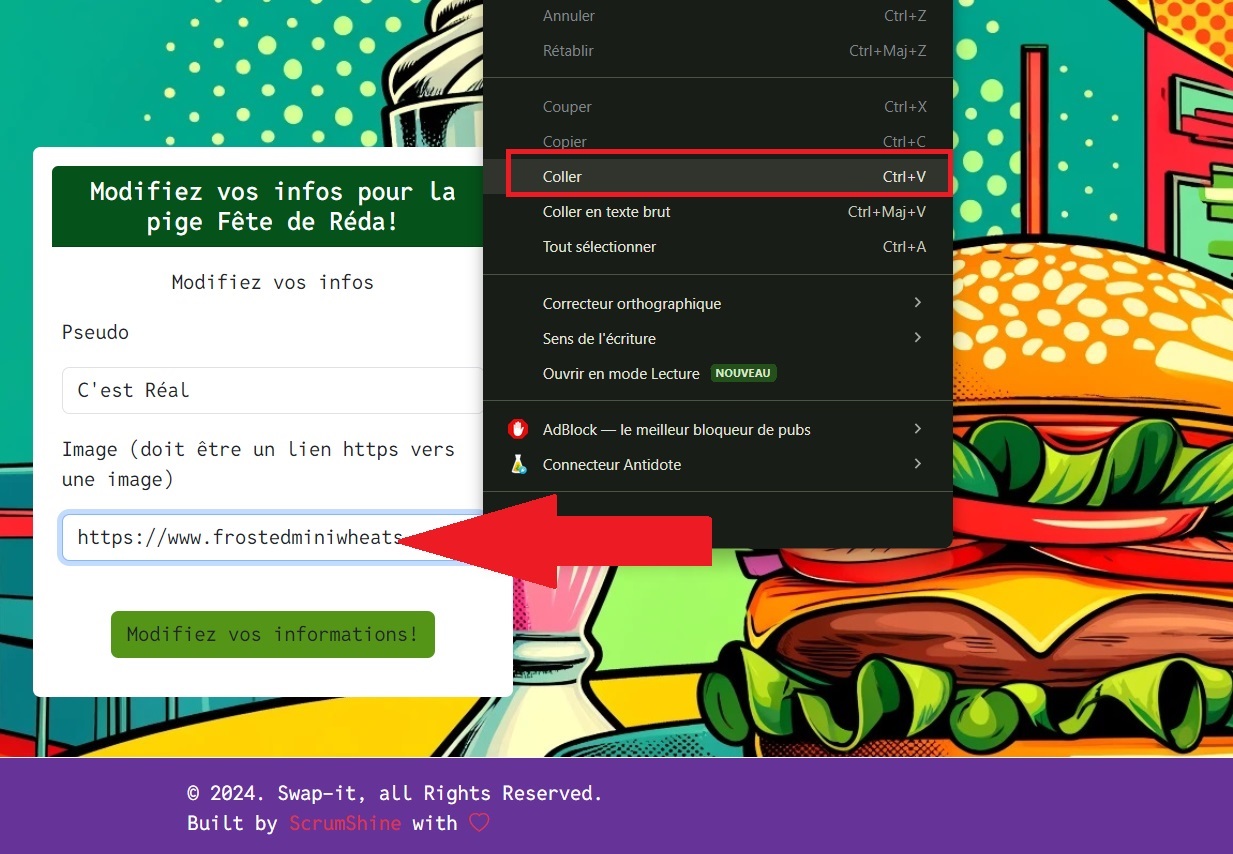 Annuler Ctrl+Z
Rétablir Ctrl+Maj+Z
Couper Ctrl+X
Copier Ctrl+C
Coller Ctrl+V
Coller en texte brut Ctrl+Maj+V
Tout sélectionner Ctrl+A
Correcteur orthographique
Sens de l'écriture
Ouvrir en mode Lecture NOUVEAU
AdBlock — le meilleur bloqueur de pubs
Connecteur Antidote
Modifiez vos infos pour la
pige Fête de Réda!
Modifiez vos infos
Pseudo
C'est Réal
Image (doit être un lien https vers
une image)
https://www.frostedminiwheats
Modifiez vos informations!
© 2024. Swap-it, all Rights Reserved.
Built by ScrumShine with ♡